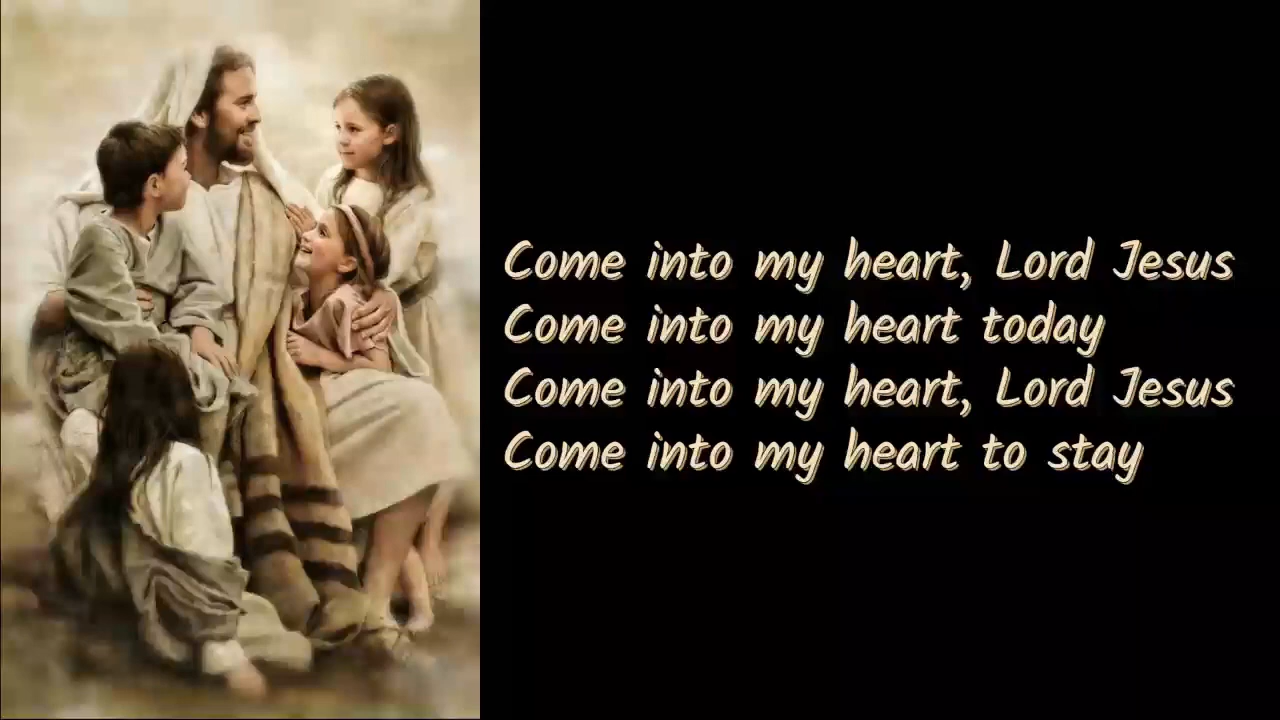 Come into my heart, Lord Jesus
Come into my heart today
Come into my heart, Lord Jesus
Come into my heart to stay